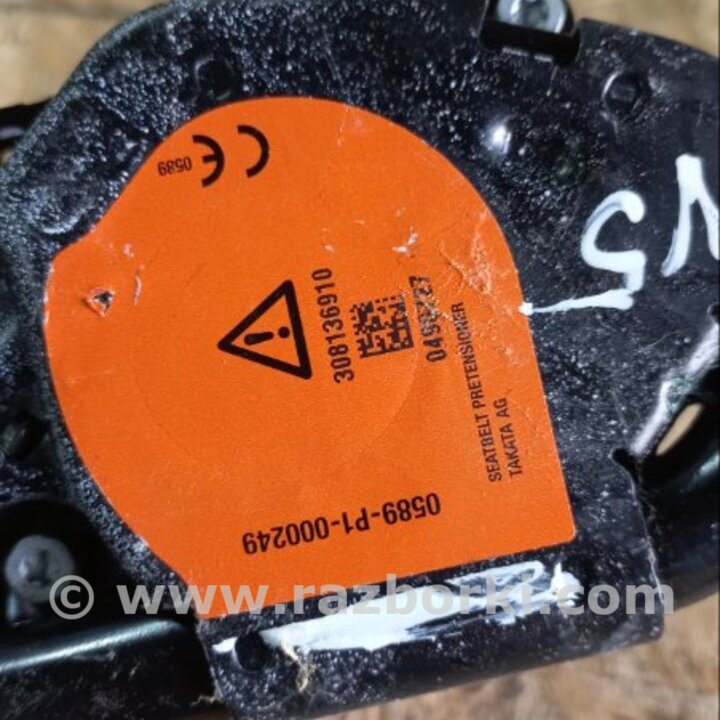 CE 0589
308136910
SEATBELT PRETENSIONER
TAKATA AG
0589-P1-000249
© www.razborki.com